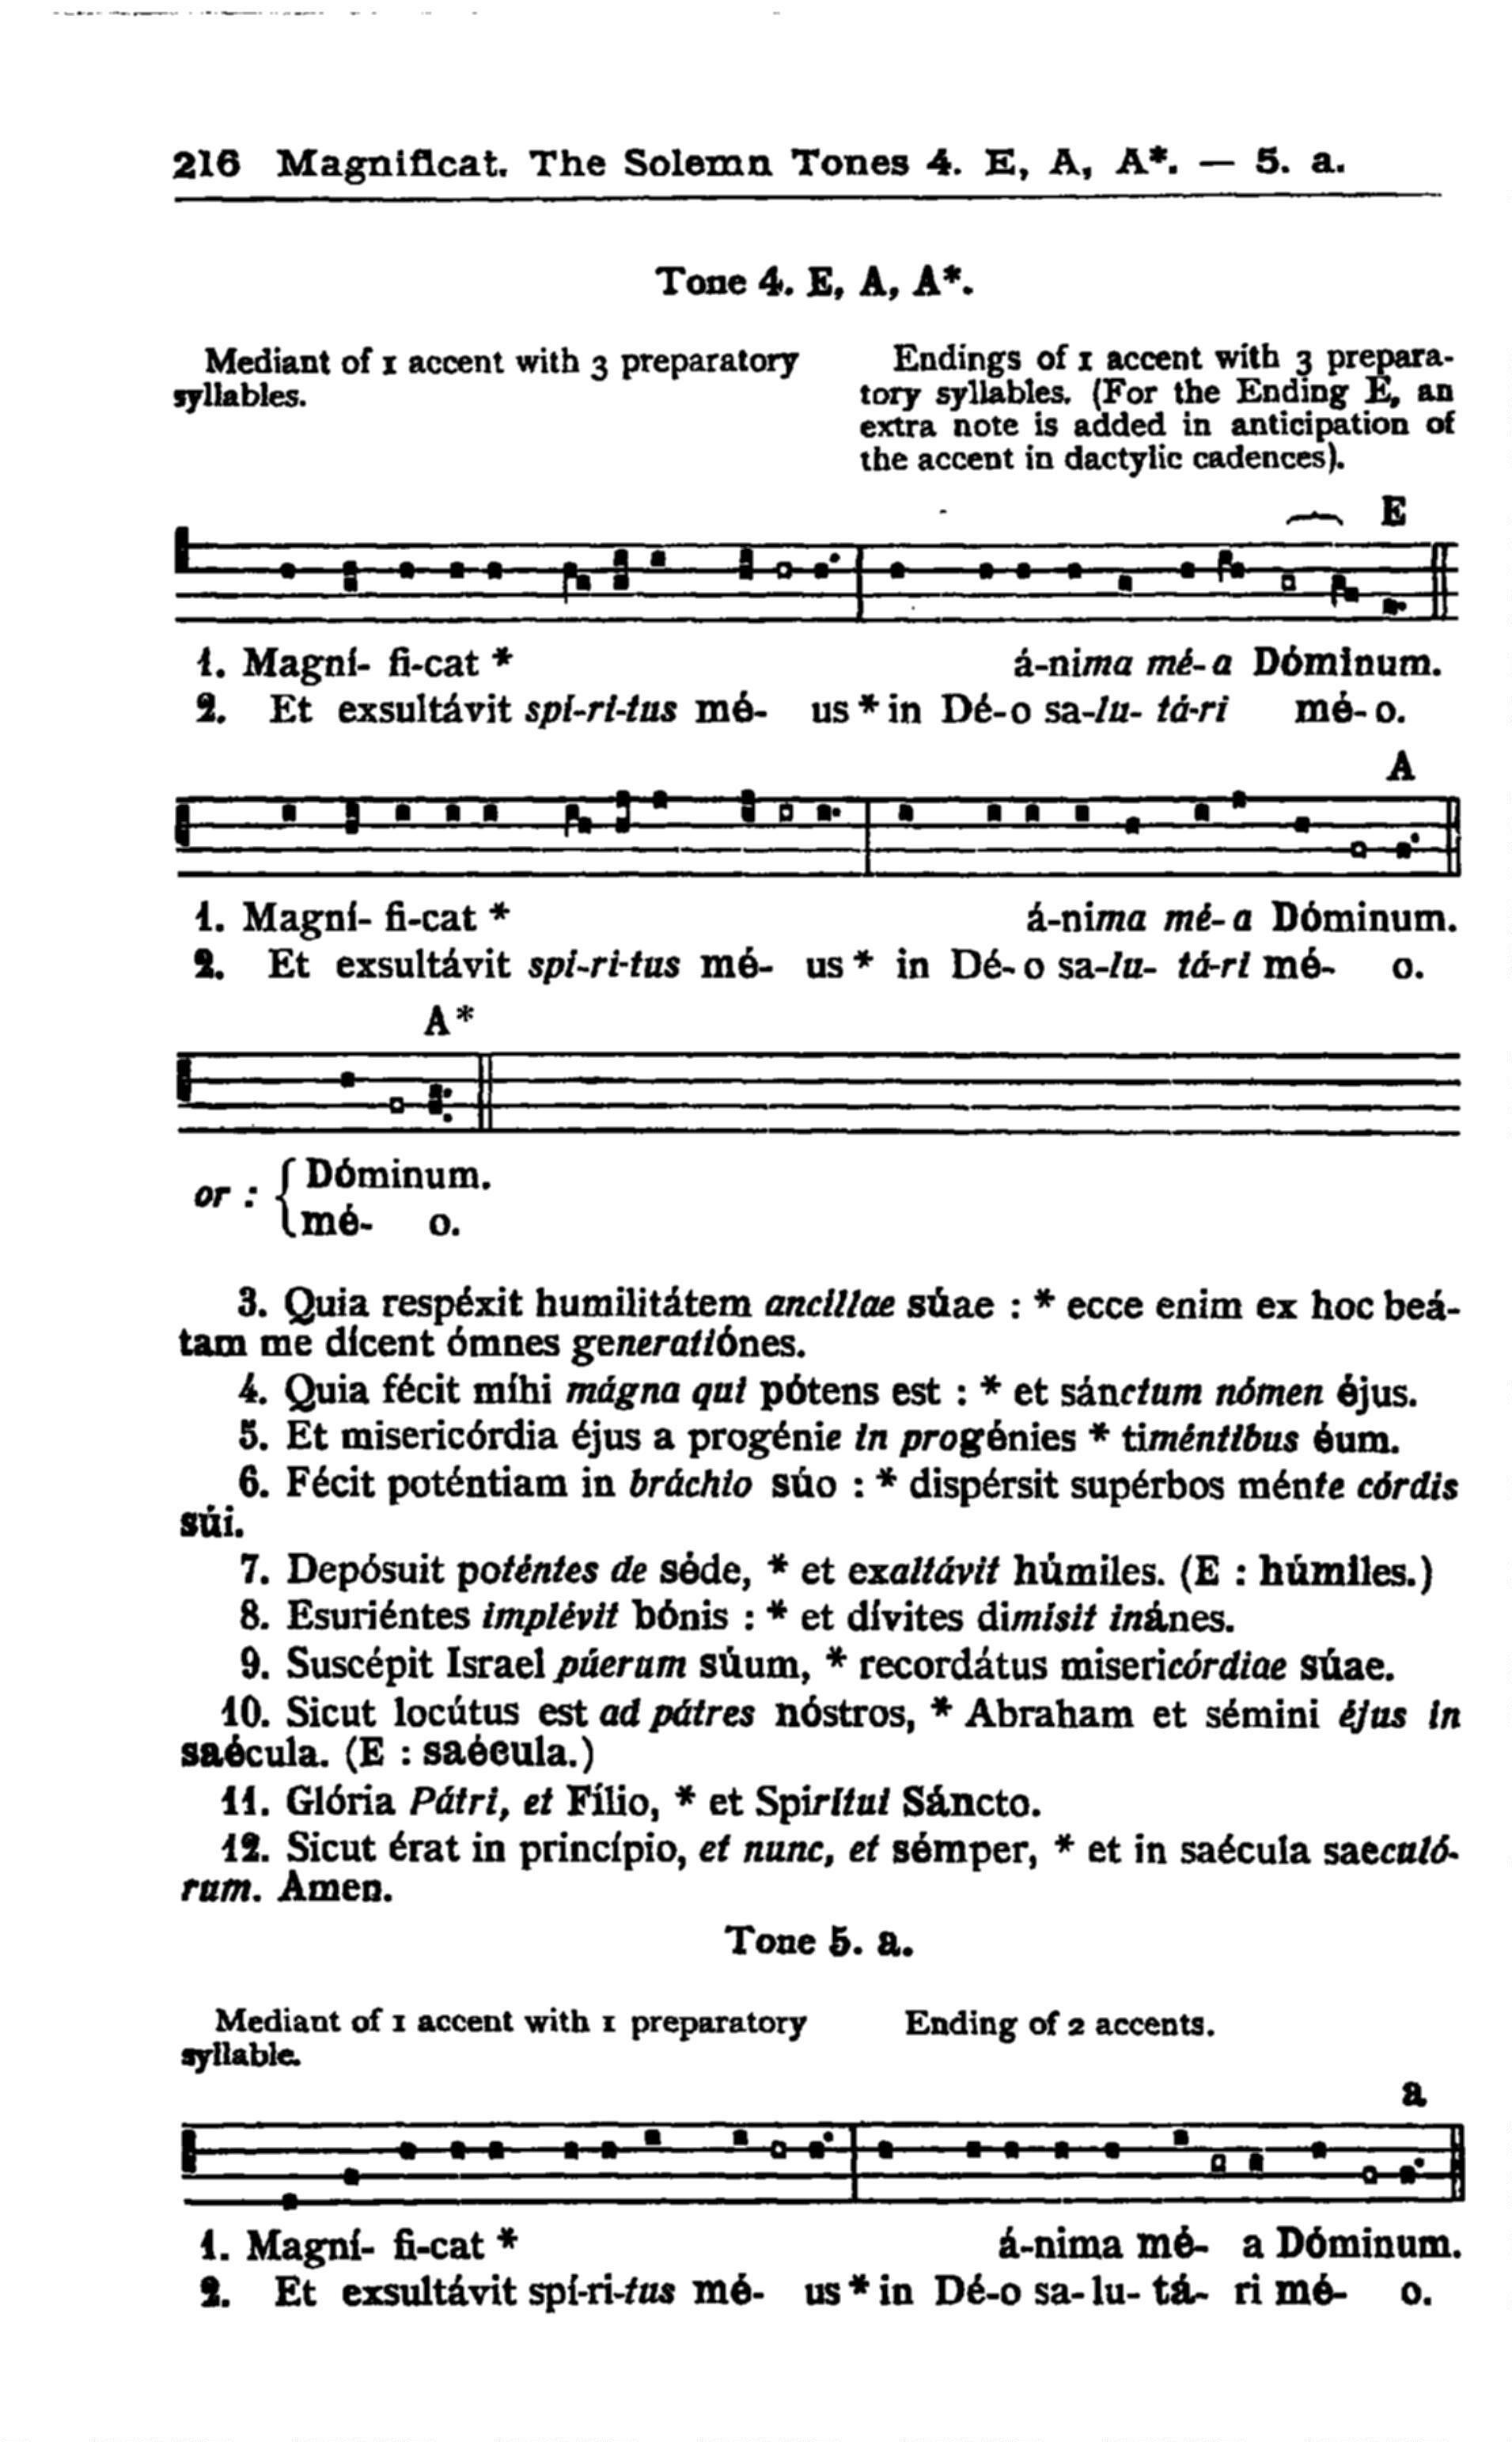 216 Magnificat. The Solemn Tones 4. E, A, A*. — 5. a.
Tone 4. E, A, A*.
Mediant of 1 accent with 3 preparatory
syllables.
Endings of 1 accent with 3 prepara-
tory syllables. (For the Ending E, an
extra note is added in anticipation of
the accent in dactylic cadences).
E
1. Magní- fi-cat * á-nima mé-a Dóminum.
2. Et exsultávit spí-ri-tus mé- us * in Dé-o sa-lu- tá-ri mé-o.
A
1. Magní- fi-cat * á-nima mé-a Dóminum.
2. Et exsultávit spí-ri-tus mé- us * in Dé-o sa-lu- tá-ri mé- o.
A*
or : { Dóminum.
mé- o.
3. Quia respéxit humilitátem ancíllae súae : * ecce enim ex hoc beá-
tam me dícent ómnes generatiónes.
4. Quia fécit míhi mágna qui pótens est : * et sánctum nómen éjus.
5. Et misericórdia éjus a progénie in progénies * timéntibus éum.
6. Fécit poténtiam in bráchio súo : * dispérsit supérbos ménte córdis
súi.
7. Depósuit poténtes de séde, * et exaltávit húmiles. (E : húmiles.)
8. Esuriéntes implévit bónis : * et dívites dimísit inánes.
9. Suscépit Israel púerum súum, * recordátus misericórdiae súae.
10. Sicut locútus est ad pátres nóstros, * Abraham et sémini éjus in
saécula. (E : saécula.)
11. Glória Pátri, et Fílio, * et Spirítui Sáncto.
12. Sicut érat in princípio, et nunc, et sémper, * et in saécula saeculó-
rum. Amen.
Tone 5. a.
Mediant of 1 accent with 1 preparatory
syllable.
Ending of 2 accents.
a
1. Magní- fi-cat * á-nima mé- a Dóminum.
2. Et exsultávit spí-ri-tus mé- us * in Dé-o sa-lu- tá- ri mé- o.